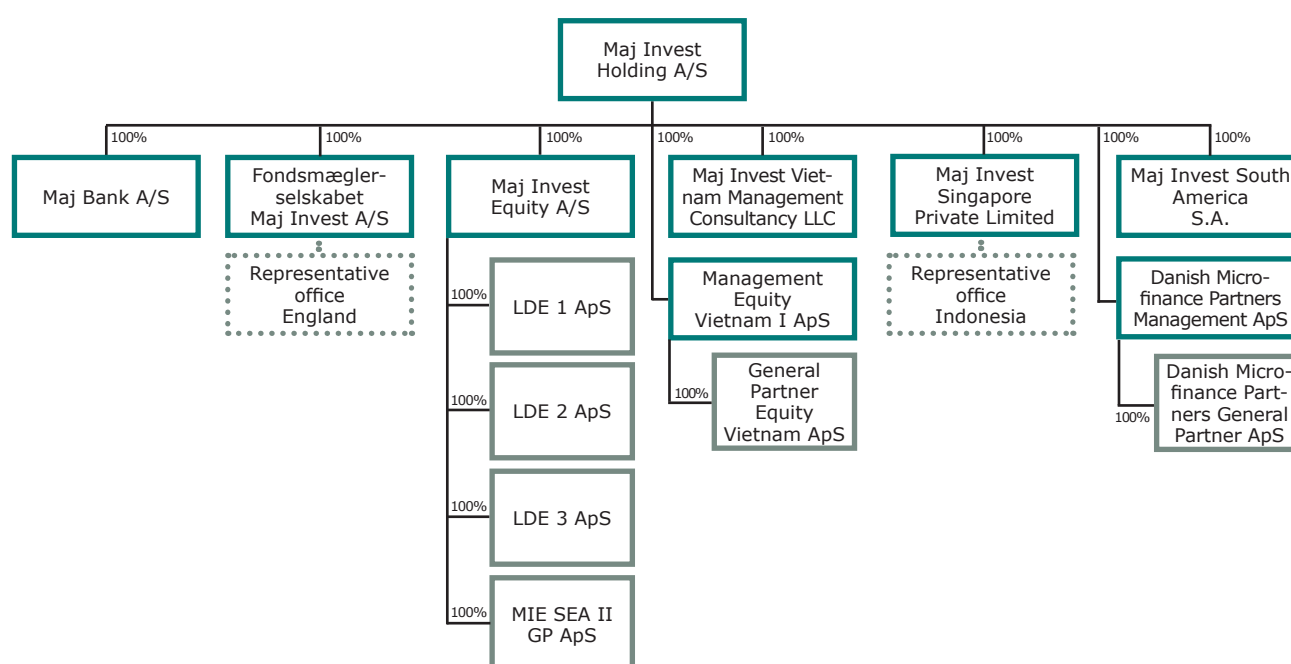 Maj Invest
Holding A/S
100%
100%
100%
100%
100%
100%
100%
100%
Maj Bank A/S
Fondsmægler-
selskabet
Maj Invest A/S
Maj Invest
Equity A/S
Maj Invest Viet-
nam Management
Consultancy LLC
Maj Invest
Singapore
Private Limited
Maj Invest South
America
S.A.
Representative
office
England
100%
LDE 1 ApS
Management
Equity
Vietnam I ApS
Representative
office
Indonesia
Danish Micro-
finance Partners
Management ApS
100%
LDE 2 ApS
100%
General
Partner
Equity
Vietnam ApS
100%
Danish Micro-
finance Part-
ners General
Partner ApS
100%
LDE 3 ApS
100%
MIE SEA II
GP ApS